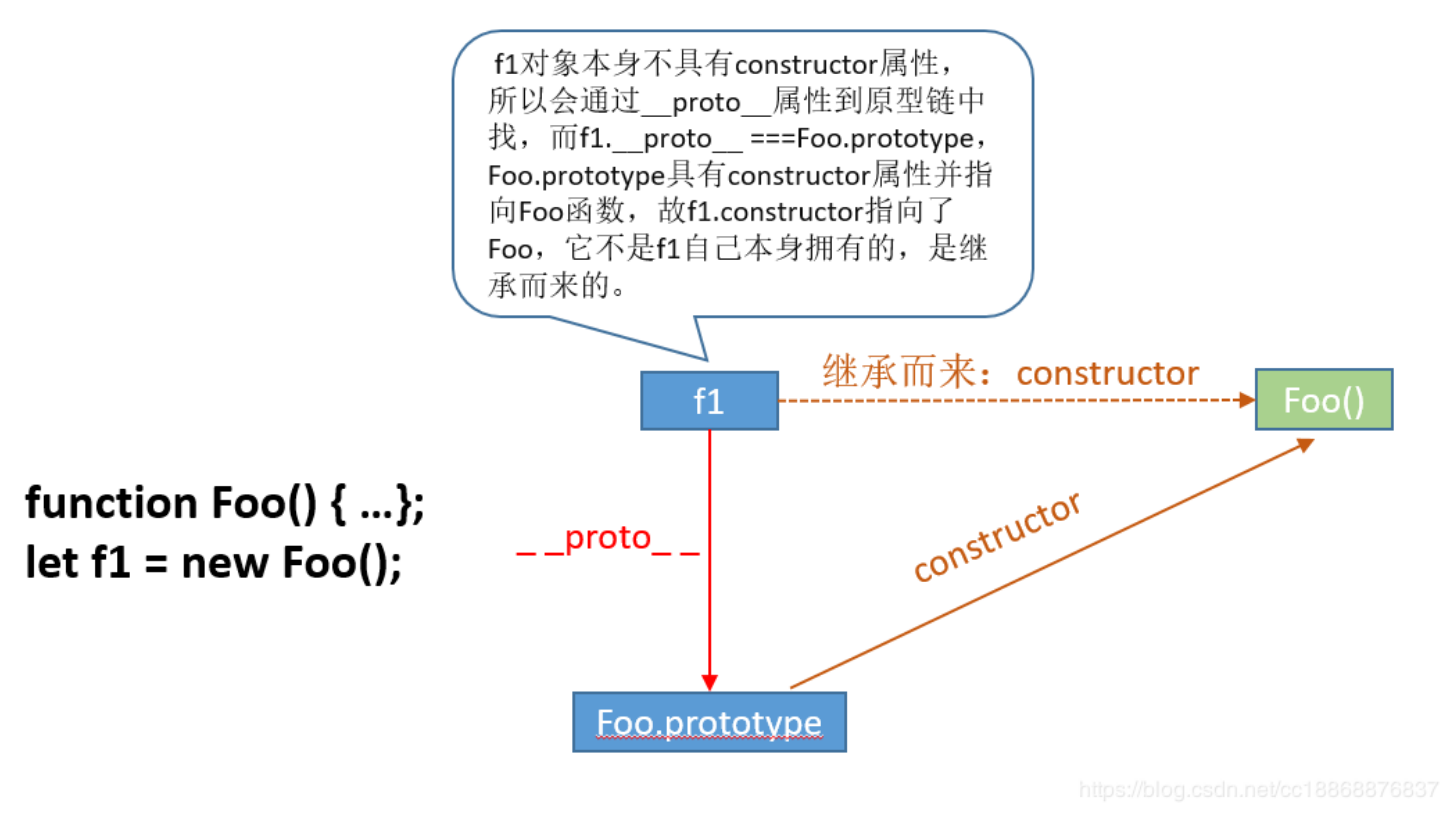 f1对象本身不具有constructor属性，
所以会通过__proto__属性到原型链中
找，而f1.__proto__ ===Foo.prototype，
Foo.prototype具有constructor属性并指
向Foo函数，故f1.constructor指向了
Foo，它不是f1自己本身拥有的，是继
承而来的。
继承而来：constructor
f1
Foo()
function Foo() { …};
let f1 = new Foo();
_ _proto_ _
constructor
Foo.prototype
https://blog.csdn.net/cc18868876837